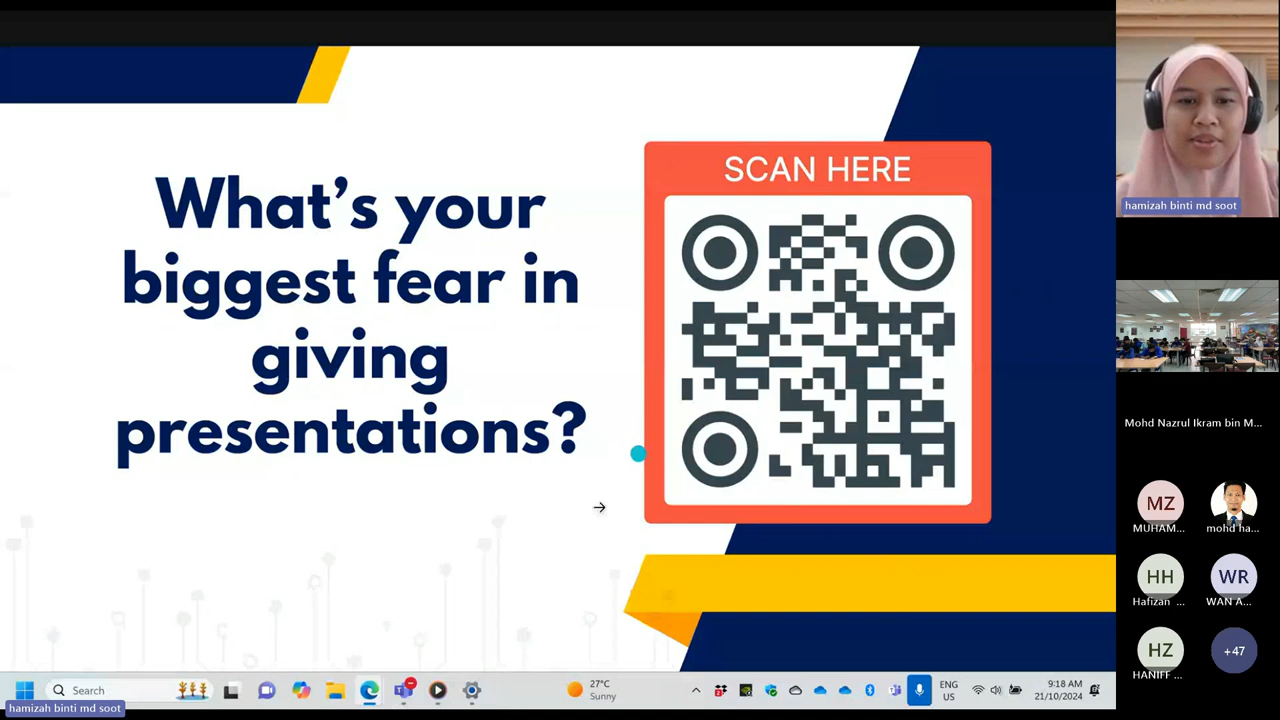 What's your
biggest fear in
giving
presentations?
SCAN HERE
hamizah binti md soot
Mohd Nazrul Ikram bin M...
MZ
MUHAM...
mohd ha...
HH
Hafizan ...
WR
WAN A...
HZ
HANIFF ...
+47
Search
27°C
Sunny
ENG
US
9:18 AM
21/10/2024
hamizah binti md soot